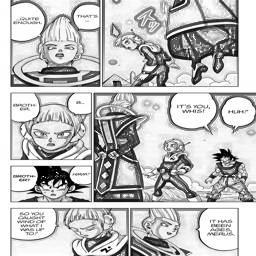 THAT'S...
...QUITE
ENOUGH.
IT'S YOU,
WHIS!
HUH?
B...
BROTH-
ER.
HMM?
BROTH-
ER?
SO YOU
CAUGHT
WIND OF
WHAT I
WAS UP
TO?
IT HAS
BEEN
AGES,
MERUS.